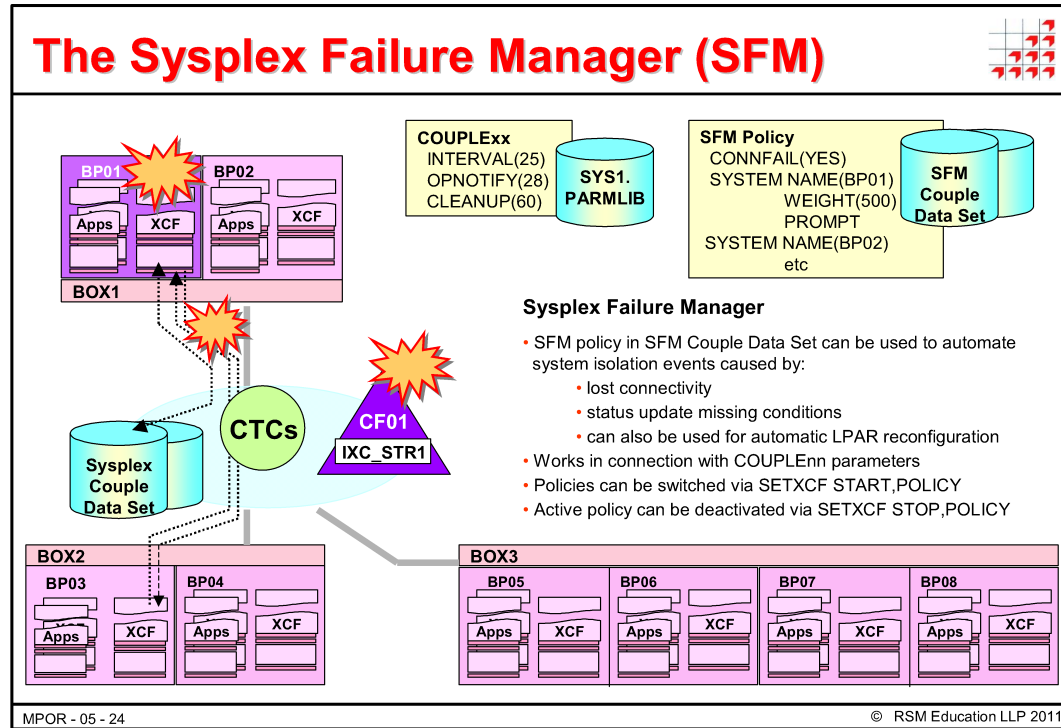 The Sysplex Failure Manager (SFM)
COUPLExx
INTERVAL(25)
OPNOTIFY(28)
CLEANUP(60)
SYS1.
PARMLIB
SFM Policy
CONNFAIL(YES)
SYSTEM NAME(BP01)
WEIGHT(500)
PROMPT
SYSTEM NAME(BP02)
etc
SFM
Couple
Data Set
BP01
Apps
XCF
BP02
Apps
XCF
BOX1
Sysplex Failure Manager
• SFM policy in SFM Couple Data Set can be used to automate
system isolation events caused by:
• lost connectivity
• status update missing conditions
• can also be used for automatic LPAR reconfiguration
• Works in connection with COUPLEnn parameters
• Policies can be switched via SETXCF START,POLICY
• Active policy can be deactivated via SETXCF STOP,POLICY
CTCs
CF01
IXC_STR1
Sysplex
Couple
Data Set
BOX2
BP03
Apps
XCF
BP04
Apps
XCF
BOX3
BP05
Apps
XCF
BP06
Apps
XCF
BP07
Apps
XCF
BP08
Apps
XCF
MPOR - 05 - 24
© RSM Education LLP 2011